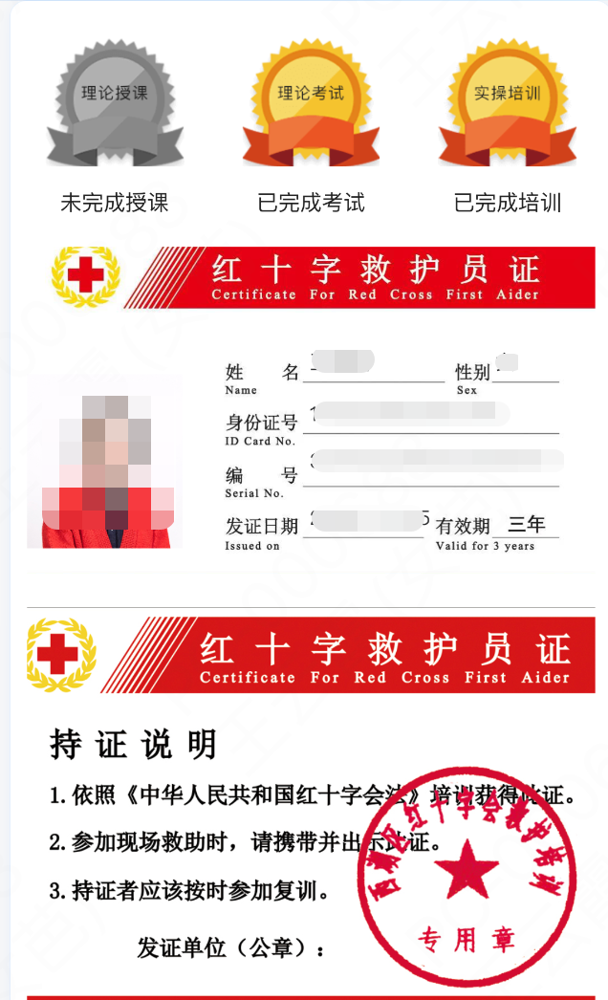 理论授课
理论考试
实操培训
未完成授课
已完成考试
已完成培训
红十字救护员证
Certificate For Red Cross First Aider
姓 名
Name
性别
Sex
身份证号
ID Card No.
编 号
Serial No.
发证日期
5
有效期 三年
Issued on
Valid for 3 years
红十字救护员证
Certificate For Red Cross First Aider
持证说明
1.依照《中华人民共和国红十字会法》培训获得此证。
2.参加现场救助时，请携带并出示此证。
3.持证者应该按时参加复训。
发证单位（公章）：
西湖区红十字会救护培训
专用章